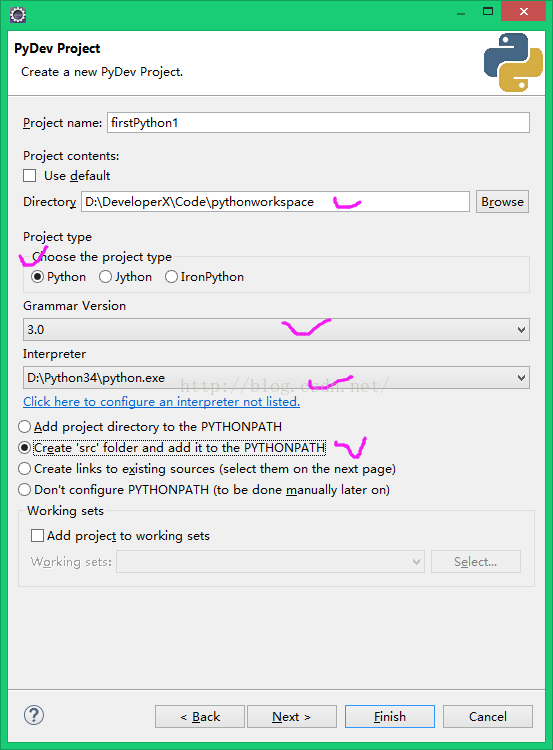 PyDev Project
Create a new PyDev Project.
Project name: firstPython1
Project contents:
Use default
Directory D:\DeveloperX\Code\pythonworkspace Browse
Project type
Choose the project type
Python Jython IronPython
Grammar Version
3.0
Interpreter
D:\Python34\python.exe
http://blog.csdn.net/
Click here to configure an interpreter not listed.
Add project directory to the PYTHONPATH
Create 'src' folder and add it to the PYTHONPATH
Create links to existing sources (select them on the next page)
Don't configure PYTHONPATH (to be done manually later on)
Working sets
Add project to working sets
Working sets: Select...
? < Back Next > Finish Cancel